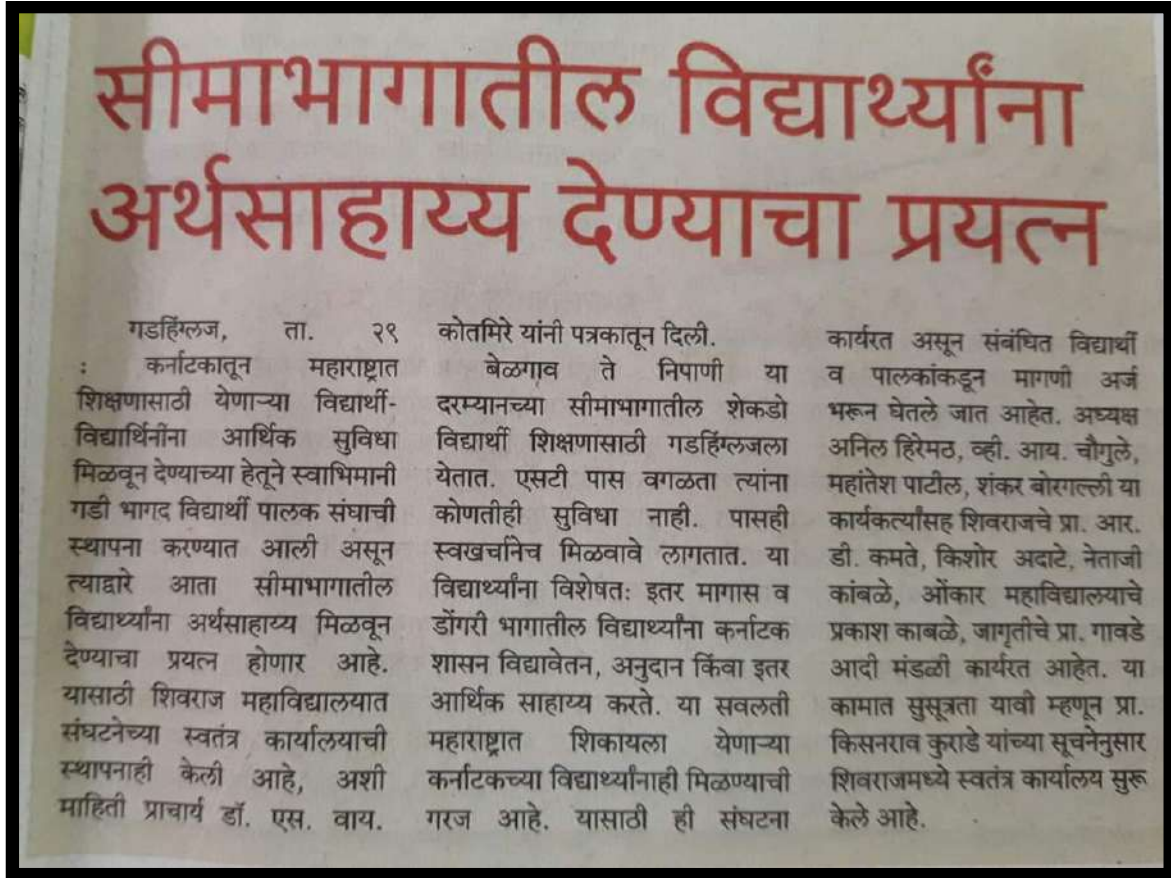 सीमाभागातील विद्यार्थ्यांना
अर्थसाहाय्य देण्याचा प्रयत्न
गडहिंग्लज, ता. २९
: कर्नाटकातून महाराष्ट्रात
शिक्षणासाठी येणाऱ्या विद्यार्थी-
विद्यार्थिनींना आर्थिक सुविधा
मिळवून देण्याच्या हेतूने स्वाभिमानी
गडी भागद विद्यार्थी पालक संघाची
स्थापना करण्यात आली असून
त्याद्वारे आता सीमाभागातील
विद्यार्थ्यांना अर्थसाहाय्य मिळवून
देण्याचा प्रयत्न होणार आहे.
यासाठी शिवराज महाविद्यालयात
संघटनेच्या स्वतंत्र कार्यालयाची
स्थापनाही केली आहे, अशी
माहिती प्राचार्य डॉ. एस. वाय.
कोतमिरे यांनी पत्रकातून दिली.
बेळगाव ते निपाणी या
दरम्यानच्या सीमाभागातील शेकडो
विद्यार्थी शिक्षणासाठी गडहिंग्लजला
येतात. एसटी पास वगळता त्यांना
कोणतीही सुविधा नाही. पासही
स्वखर्चानेच मिळवावे लागतात. या
विद्यार्थ्यांना विशेषतः इतर मागास व
डोंगरी भागातील विद्यार्थ्यांना कर्नाटक
शासन विद्यावेतन, अनुदान किंवा इतर
आर्थिक साहाय्य करते. या सवलती
महाराष्ट्रात शिकायला येणाऱ्या
कर्नाटकच्या विद्यार्थ्यांनाही मिळण्याची
गरज आहे. यासाठी ही संघटना
कार्यरत असून संबंधित विद्यार्थी
व पालकांकडून मागणी अर्ज
भरून घेतले जात आहेत. अध्यक्ष
अनिल हिरेमठ, व्ही. आय. चौगुले,
महांतेश पाटील, शंकर बोरगल्ली या
कार्यकर्त्यांसह शिवराजचे प्रा. आर.
डी. कमते, किशोर अदाटे, नेताजी
कांबळे, ओंकार महाविद्यालयाचे
प्रकाश काबळे, जागृतीचे प्रा. गावडे
आदी मंडळी कार्यरत आहेत. या
कामात सुसूत्रता यावी म्हणून प्रा.
किसनराव कुराडे यांच्या सूचनेनुसार
शिवराजमध्ये स्वतंत्र कार्यालय सुरू
केले आहे.